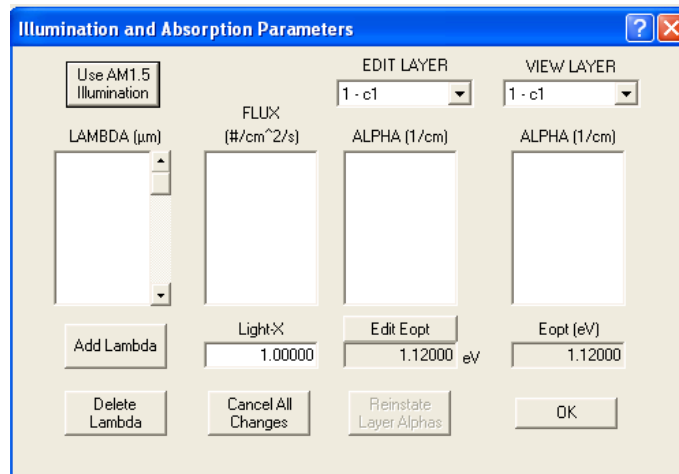 Illumination and Absorption Parameters
Use AM1.5
Illumination
EDIT LAYER
VIEW LAYER
1 - c1
1 - c1
FLUX
LAMBDA (µm)
(#/cm^2/s)
ALPHA (1/cm)
ALPHA (1/cm)
Add Lambda
Light-X
Edit Eopt
Eopt (eV)
1.00000
1.12000 eV
1.12000
Delete
Lambda
Cancel All
Changes
Reinstate
Layer Alphas
OK